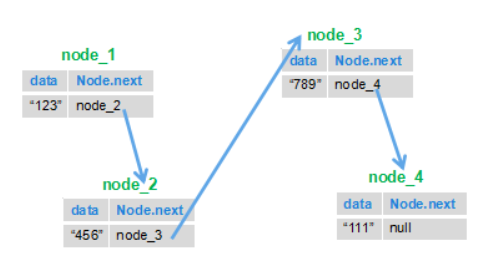 node_1
data Node.next
“123” node_2
node_2
data Node.next
“456” node_3
node_3
data Node.next
“789” node_4
node_4
data Node.next
“111” null